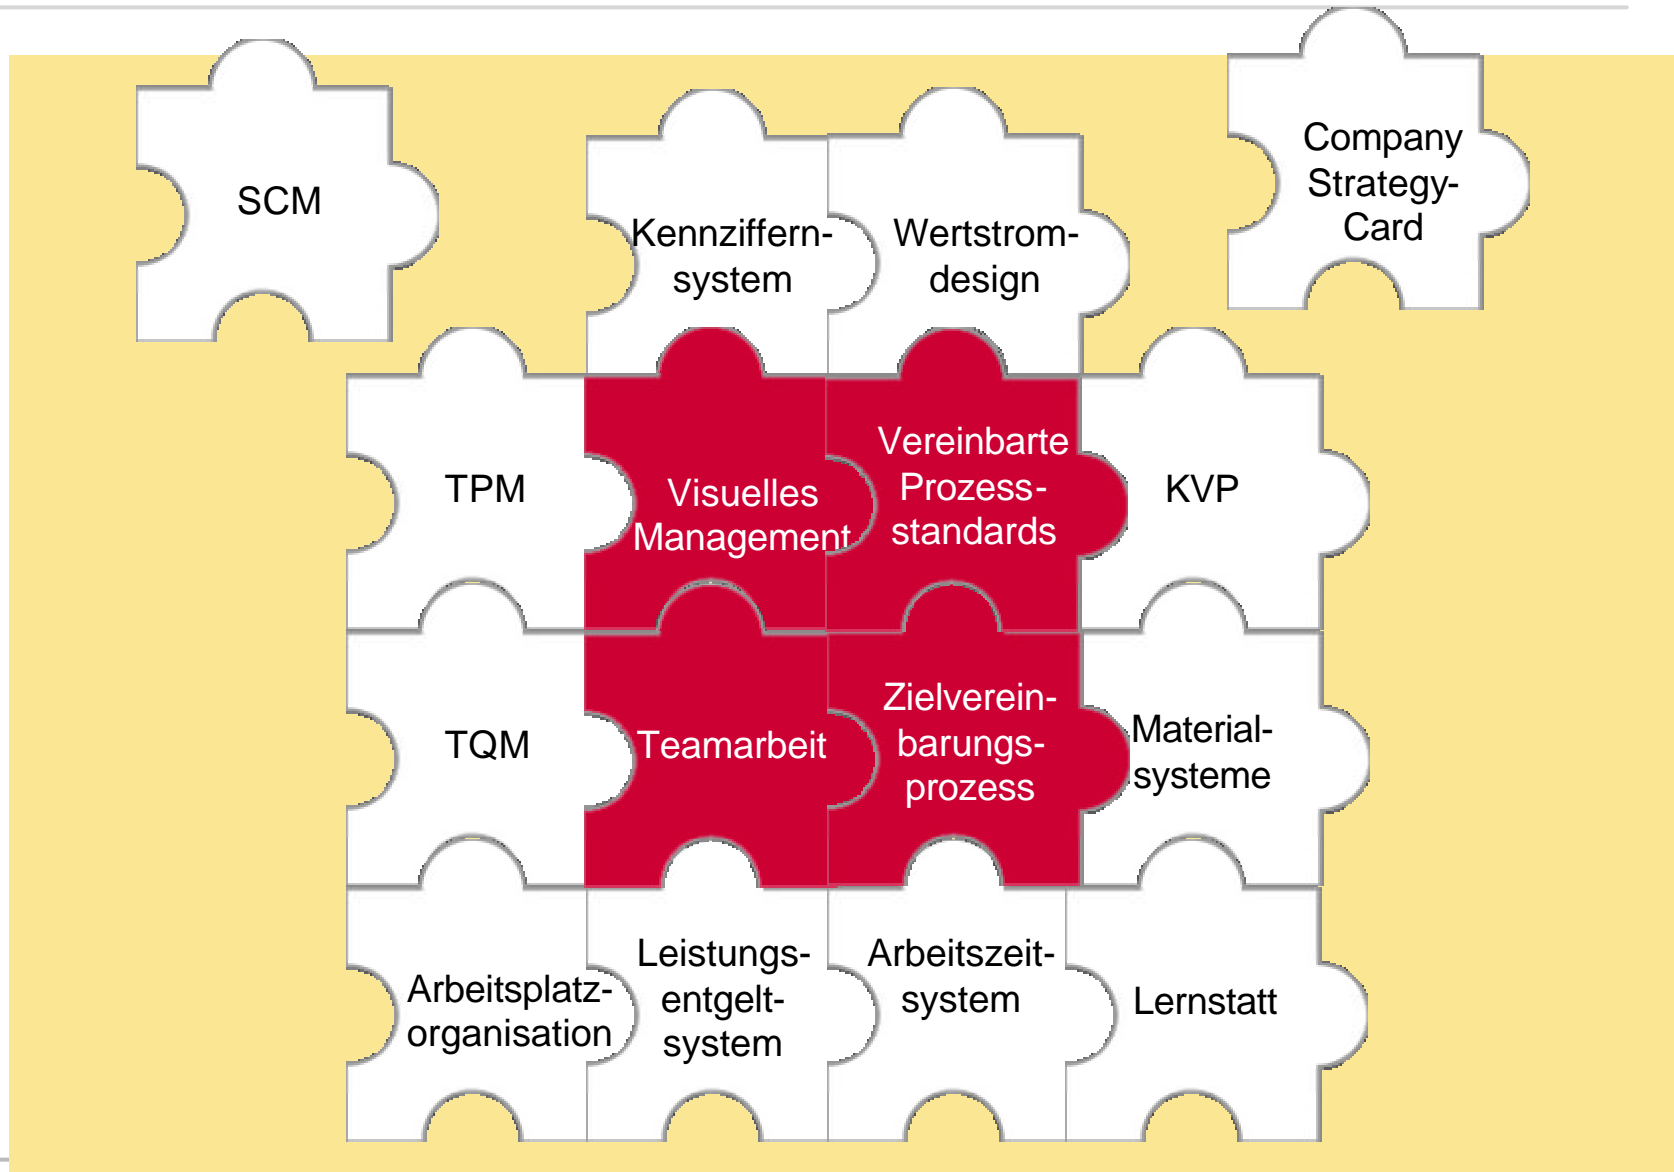 SCM
Company
Strategy-
Card
Kennziffern-
system
Wertstrom-
design
TPM
Visuelles
Management
Vereinbarte
Prozess-
standards
KVP
TQM
Teamarbeit
Zielverein-
barungs-
prozess
Material-
systeme
Arbeitsplatz-
organisation
Leistungs-
entgelt-
system
Arbeitszeit-
system
Lernstatt